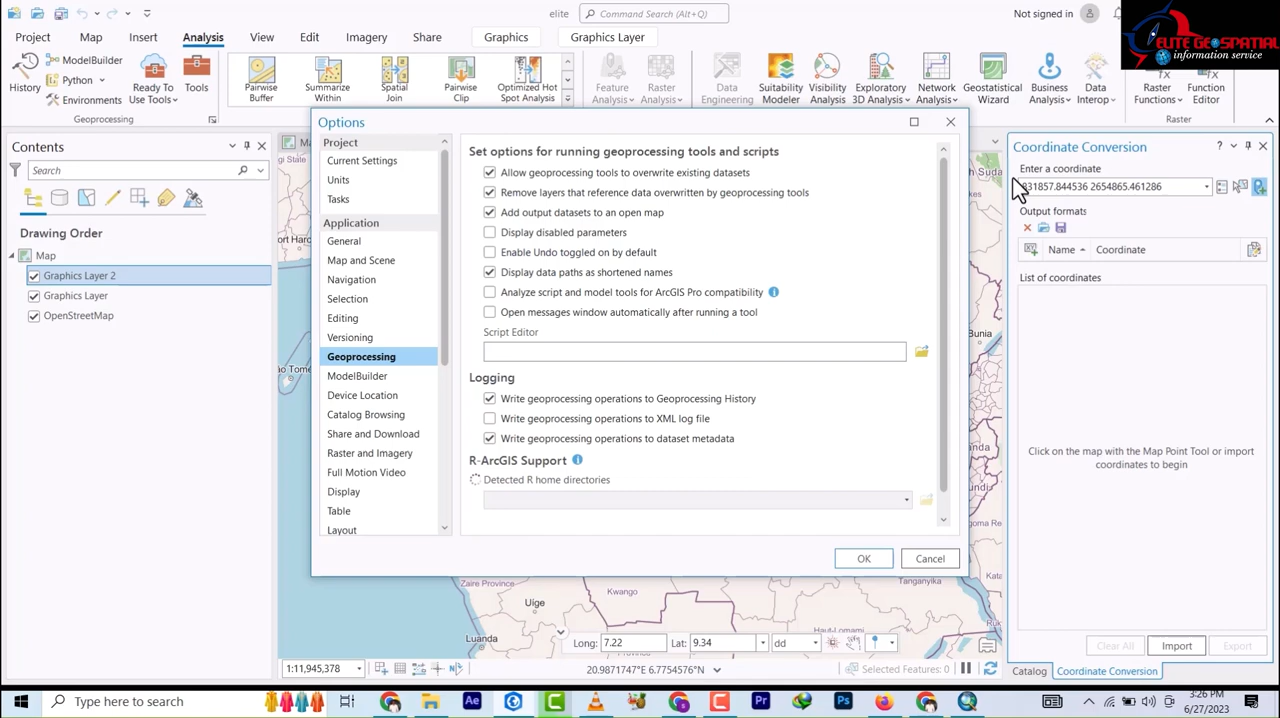 elite
Command Search (Alt+Q)
Not signed in
ELITE GEOSPATIAL
information service
Project
Map
Insert
Analysis
View
Edit
Imagery
Share
Graphics
Graphics Layer
History
ModelBuilder
Python
Environments
Ready To
Use Tools
Tools
Pairwise
Buffer
Summarize
Within
Spatial
Join
Pairwise
Clip
Optimized Hot
Spot Analysis
Feature
Analysis
Raster
Analysis
Data
Engineering
Suitability
Modeler
Visibility
Analysis
Exploratory
3D Analysis
Network
Analysis
Geostatistical
Wizard
Business
Analysis
Data
Interop
Raster
Functions
Function
Editor
Geoprocessing
Raster
Contents
Search
Drawing Order
Map
Graphics Layer 2
Graphics Layer
OpenStreetMap
Options
Project
Current Settings
Units
Tasks
Application
General
Map and Scene
Navigation
Selection
Editing
Versioning
Geoprocessing
ModelBuilder
Device Location
Catalog Browsing
Share and Download
Raster and Imagery
Full Motion Video
Display
Table
Layout
Set options for running geoprocessing tools and scripts
Allow geoprocessing tools to overwrite existing datasets
Remove layers that reference data overwritten by geoprocessing tools
Add output datasets to an open map
Display disabled parameters
Enable Undo toggled on by default
Display data paths as shortened names
Analyze script and model tools for ArcGIS Pro compatibility
Open messages window automatically after running a tool
Script Editor
Logging
Write geoprocessing operations to Geoprocessing History
Write geoprocessing operations to XML log file
Write geoprocessing operations to dataset metadata
R-ArcGIS Support
Detected R home directories
OK
Cancel
Coordinate Conversion
Enter a coordinate
831857.844536 2654865.461286
Output formats
Name
Coordinate
List of coordinates
Click on the map with the Map Point Tool or import
coordinates to begin
Clear All
Import
Export
Catalog
Coordinate Conversion
Bunia
Zaire Province
Uíge
Kwango
Luanda
Tanganyika
Haut-Lomami
Long: 7.22
Lat: 9.34
dd
1:11,945,378
20.9871747°E 6.7754576°N
Selected Features: 0
Type here to search
3:26 PM
6/27/2023